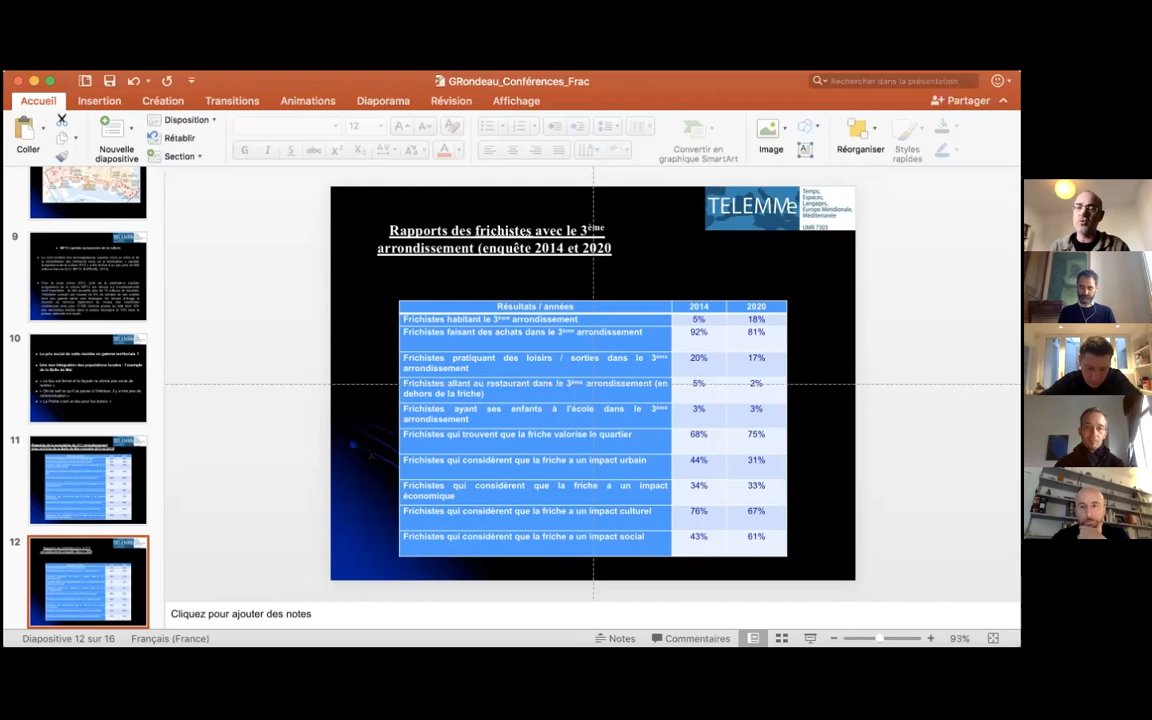 GRondeau_Conférences_Frac
Rechercher dans la présentation
Accueil
Insertion
Création
Transitions
Animations
Diaporama
Révision
Affichage
Partager
Coller
Nouvelle
diapositive
Disposition
Rétablir
Section
12
G I S abc X² X₂
Convertir en
graphique SmartArt
Image
Réorganiser
Styles
rapides
9
10
11
12
TELEMMe
Temps,
Espaces,
Langages,
Europe Méridionale,
Méditerranée
UMR 7303
Rapports des frichistes avec le 3ème
arrondissement (enquête 2014 et 2020
Résultats / années 2014 2020
Frichistes habitant le 3ème arrondissement 5% 18%
Frichistes faisant des achats dans le 3ème arrondissement 92% 81%
Frichistes pratiquant des loisirs / sorties dans le 3ème
arrondissement 20% 17%
Frichistes allant au restaurant dans le 3ème arrondissement (en
dehors de la friche) 5% 2%
Frichistes ayant ses enfants à l'école dans le 3ème
arrondissement 3% 3%
Frichistes qui trouvent que la friche valorise le quartier 68% 75%
Frichistes qui considèrent que la friche a un impact urbain 44% 31%
Frichistes qui considèrent que la friche a un impact
économique 34% 33%
Frichistes qui considèrent que la friche a un impact culturel 76% 67%
Frichistes qui considèrent que la friche a un impact social 43% 61%
Cliquez pour ajouter des notes
Diapositive 12 sur 16
Français (France)
Notes
Commentaires
93%